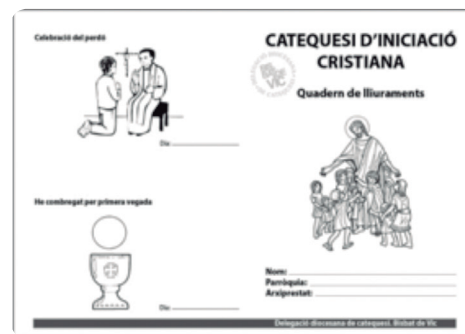 Celebració del perdó
Dia:
He combregat per primera vegada
Dia:
CATEQUESI D'INICIACIÓ
CRISTIANA
Quadern de lliuraments
Nom:
Parròquia:
Arxiprestat:
Delegació diocesana de catequesi. Bisbat de Vic